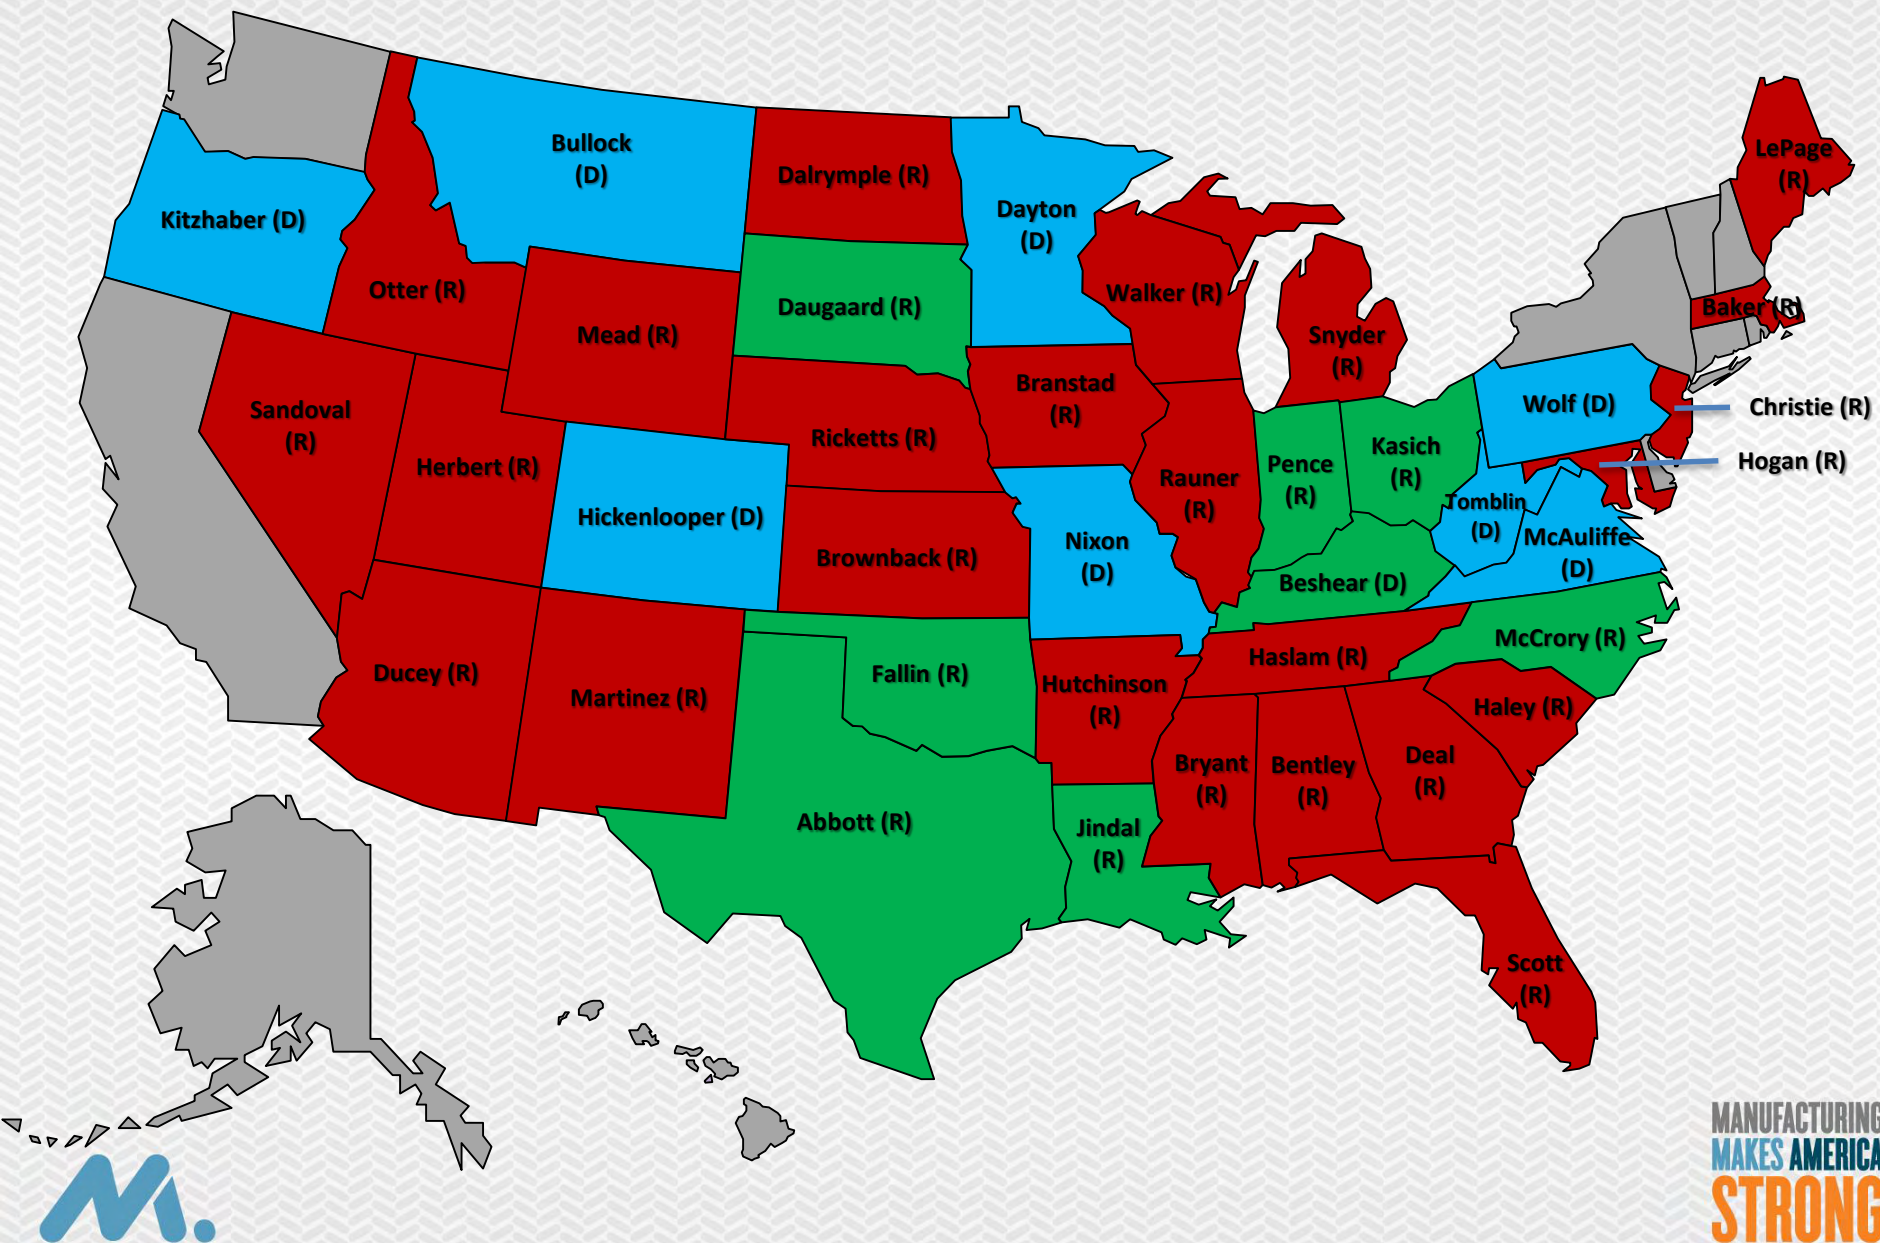 LePage
(R)
Bullock
(D)
Dalrymple (R)
Dayton
(D)
Kitzhaber (D)
Otter (R)
Daugaard (R)
Walker (R)
Baker (R)
Mead (R)
Snyder
(R)
Branstad
(R)
Wolf (D)
Christie (R)
Sandoval
(R)
Ricketts (R)
Kasich
(R)
Herbert (R)
Pence
(R)
Hogan (R)
Rauner
(R)
Hickenlooper (D)
Tomblin
(D)
McAuliffe
(D)
Nixon
(D)
Brownback (R)
Beshear (D)
McCrory (R)
Haslam (R)
Ducey (R)
Fallin (R)
Martinez (R)
Hutchinson
(R)
Haley (R)
Bryant
(R)
Bentley
(R)
Deal
(R)
Abbott (R)
Jindal
(R)
Scott
(R)
MANUFACTURING
MAKES AMERICA
STRONG
M.